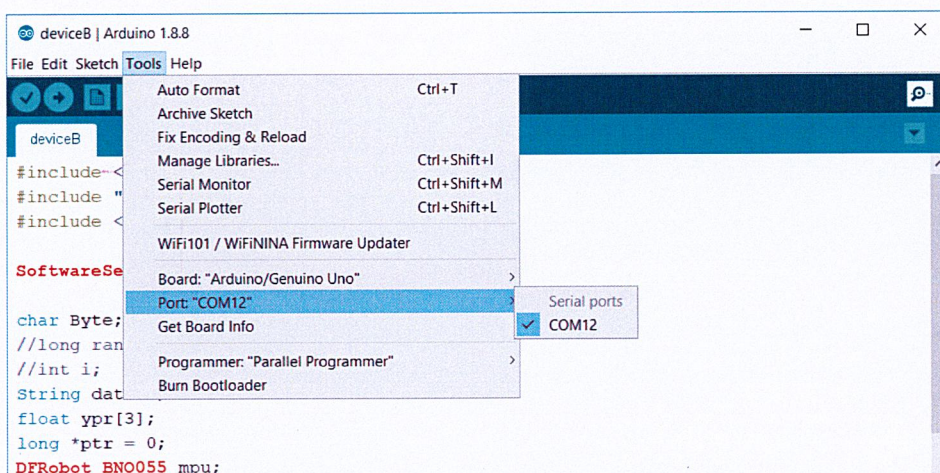 deviceB | Arduino 1.8.8
File Edit Sketch Tools Help
Auto Format Ctrl+T
Archive Sketch
Fix Encoding & Reload
Manage Libraries... Ctrl+Shift+I
Serial Monitor Ctrl+Shift+M
Serial Plotter Ctrl+Shift+L
WiFi101 / WiFiNINA Firmware Updater
Board: "Arduino/Genuino Uno"
Port: "COM12"
Get Board Info
Programmer: "Parallel Programmer"
Burn Bootloader
Serial ports
COM12
deviceB
#include <
#include "
#include <
SoftwareSe
char Byte;
//long ran
//int i;
String dat
float ypr[3];
long *ptr = 0;
DFRobot_BNO055 mpu;